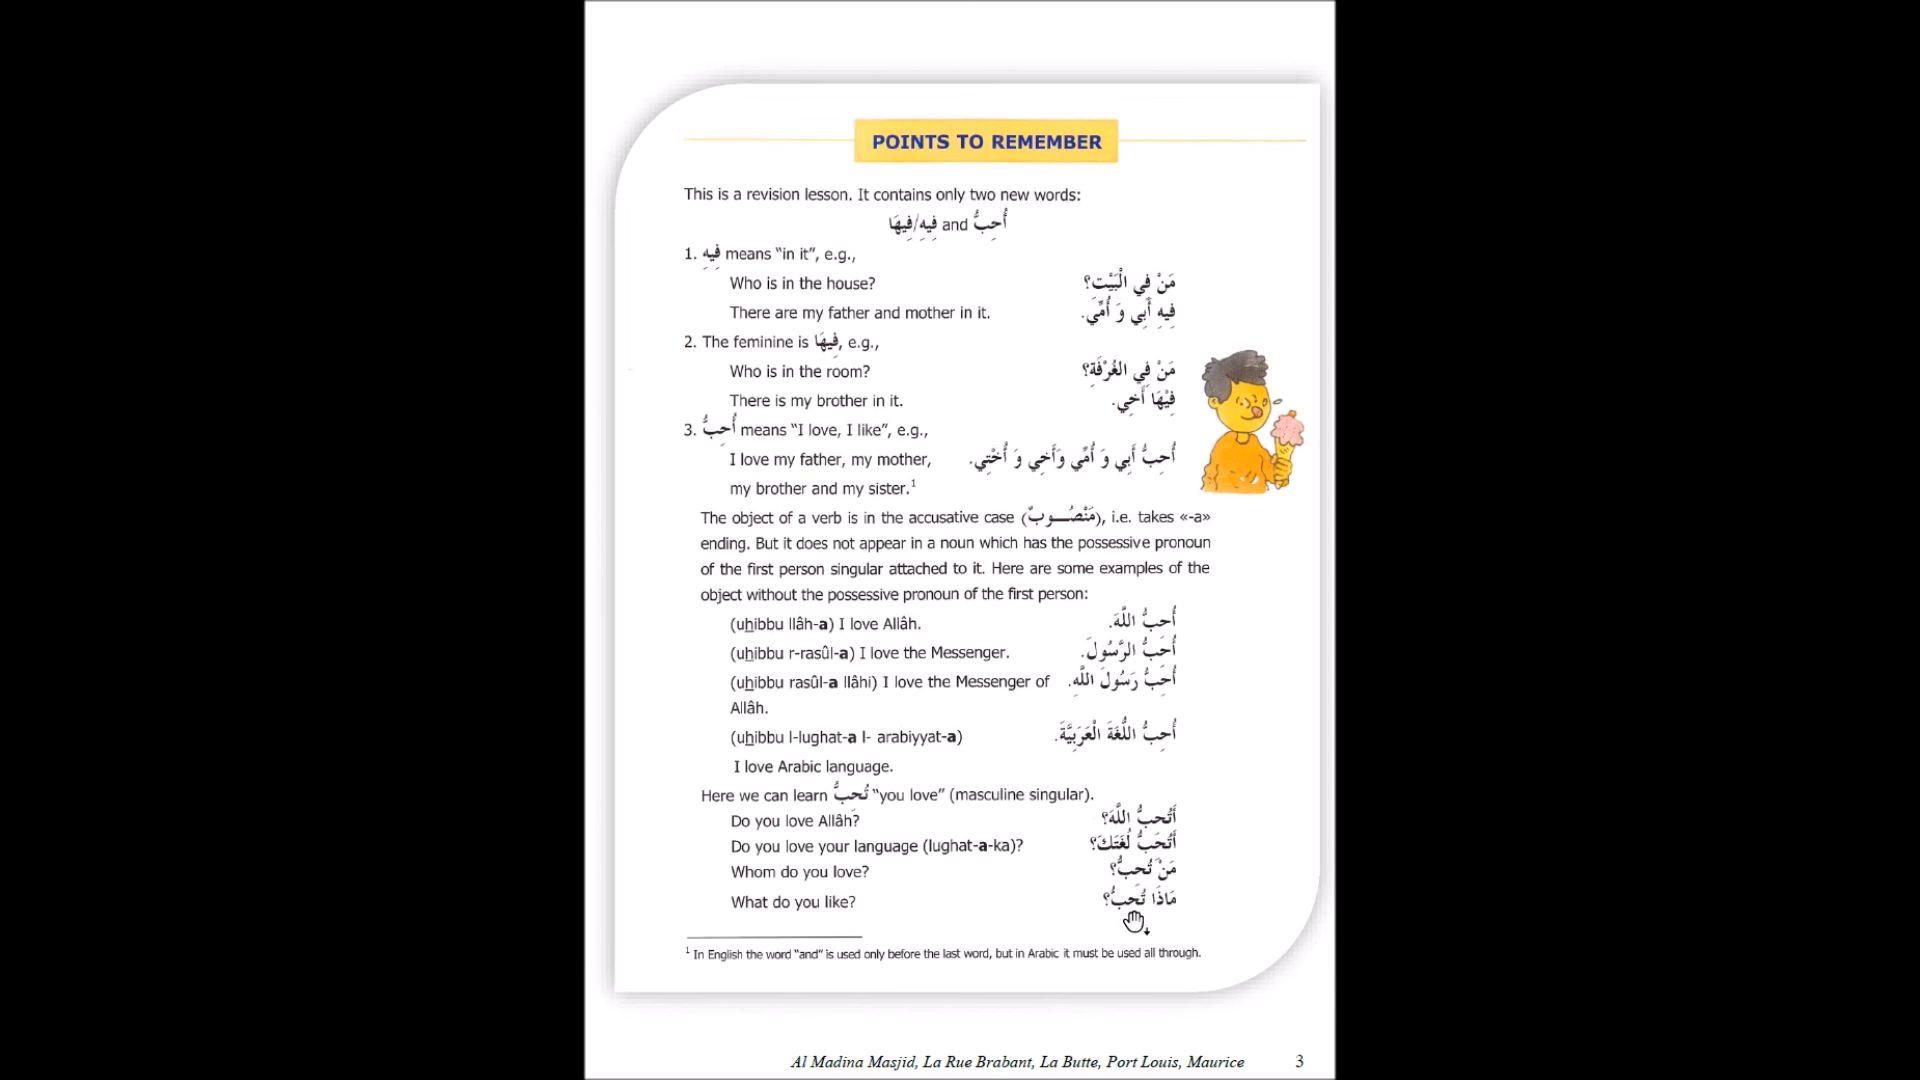 POINTS TO REMEMBER
This is a revision lesson. It contains only two new words:
أُحِبُّ and فِيهِ/فِيهَا
1. فِيهِ means “in it”, e.g.,
Who is in the house? مَنْ فِي الْبَيْتِ؟
There are my father and mother in it. فِيهِ أَبِي وَ أُمِّي.
2. The feminine is فِيهَا, e.g.,
Who is in the room? مَنْ فِي الغُرْفَةِ؟
There is my brother in it. فِيْهَا أَخِي.
3. أُحِبُّ means “I love, I like”, e.g.,
I love my father, my mother, أُحِبُّ أَبِي وَ أُمِّي وَأَخِي وَ أُخْتِي.
my brother and my sister.¹
The object of a verb is in the accusative case (مَنْصُــوبٌ), i.e. takes «-a»
ending. But it does not appear in a noun which has the possessive pronoun
of the first person singular attached to it. Here are some examples of the
object without the possessive pronoun of the first person:
(uhibbu llâh-a) I love Allâh. أُحِبُّ اللَّهَ.
(uhibbu r-rasûl-a) I love the Messenger. أُحِبُّ الرَّسُولَ.
(uhibbu rasûl-a llâhi) I love the Messenger of أُحِبُّ رَسُولَ اللَّهِ.
Allâh.
(uhibbu l-lughat-a l- arabiyyat-a) أُحِبُّ اللُّغَةَ الْعَرَبِيَّةَ.
I love Arabic language.
Here we can learn تُحِبُّ “you love” (masculine singular).
Do you love Allâh? أَتُحِبُّ اللَّهَ؟
Do you love your language (lughat-a-ka)? أَتُحِبُّ لُغَتَكَ؟
Whom do you love? مَنْ تُحِبُّ؟
What do you like? مَاذَا تُحِبُّ؟
¹ In English the word “and” is used only before the last word, but in Arabic it must be used all through.
Al Madina Masjid, La Rue Brabant, La Butte, Port Louis, Maurice 3